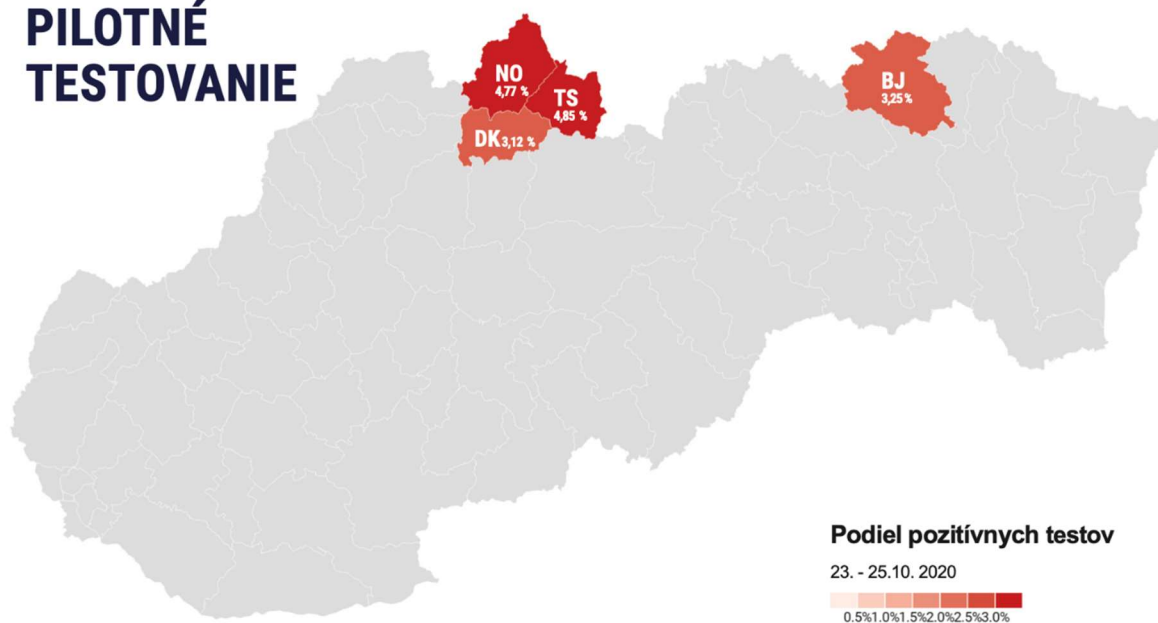 PILOTNÉ
TESTOVANIE
NO
4,77 %
TS
4,85 %
DK 3,12 %
BJ
3,25 %
Podiel pozitívnych testov
23. - 25.10. 2020
0.5%1.0%1.5%2.0%2.5%3.0%